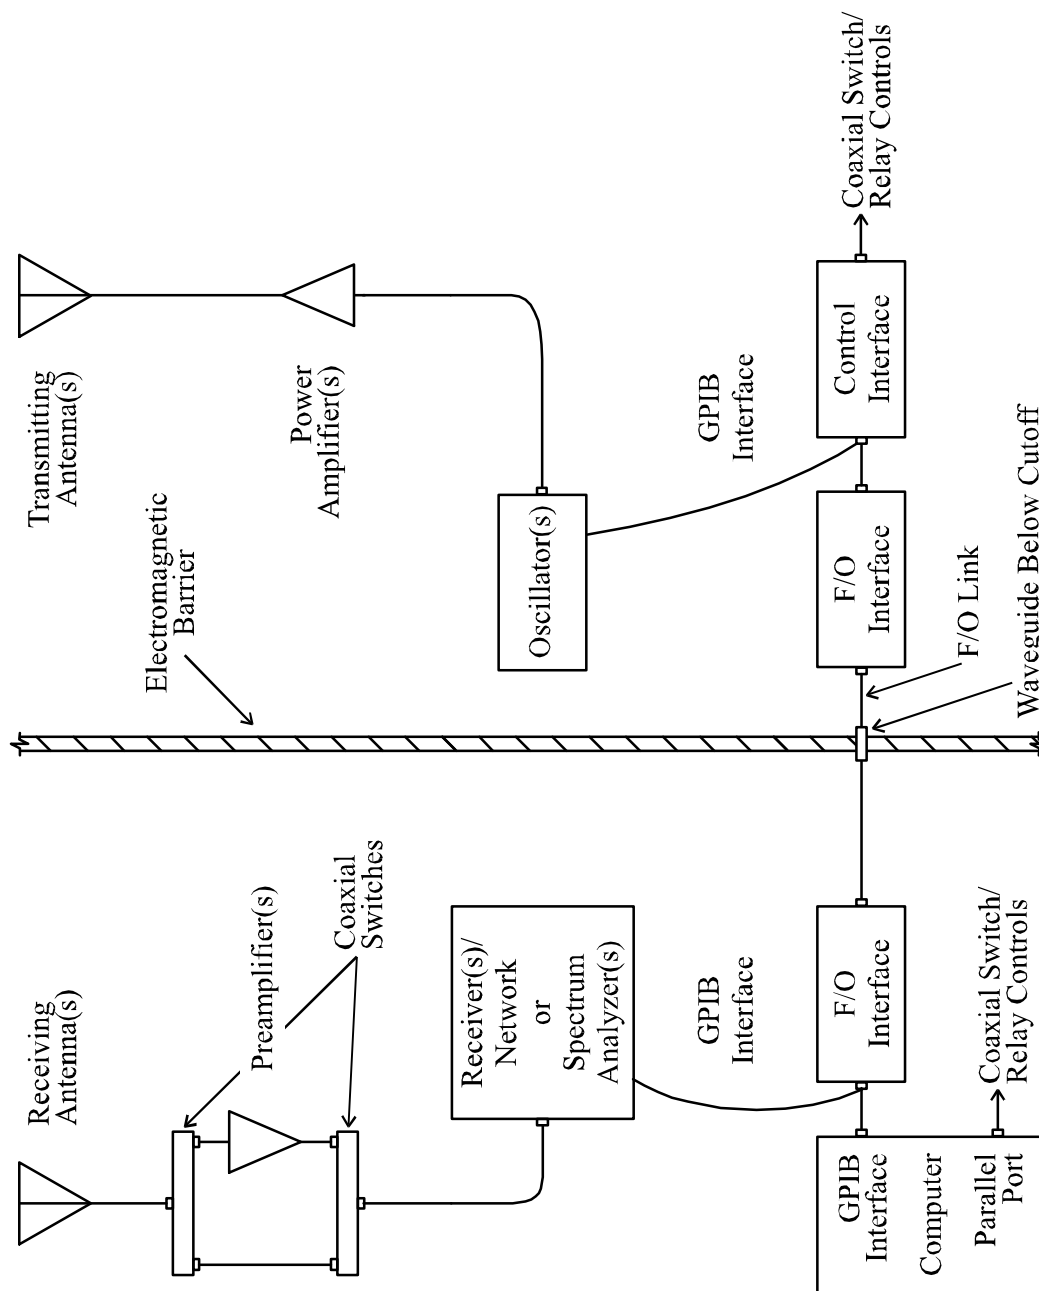 Receiving
Antenna(s)
Preamplifier(s)
Coaxial
Switches
Electromagnetic
Barrier
Transmitting
Antenna(s)
Power
Amplifier(s)
Receiver(s)/
Network
or
Spectrum
Analyzer(s)
Oscillator(s)
GPIB
Interface
GPIB
Interface
GPIB
Interface
Computer
Parallel
Port
F/O
Interface
F/O
Interface
Control
Interface
Coaxial Switch/
Relay Controls
Coaxial Switch/
Relay Controls
F/O Link
Waveguide Below Cutoff